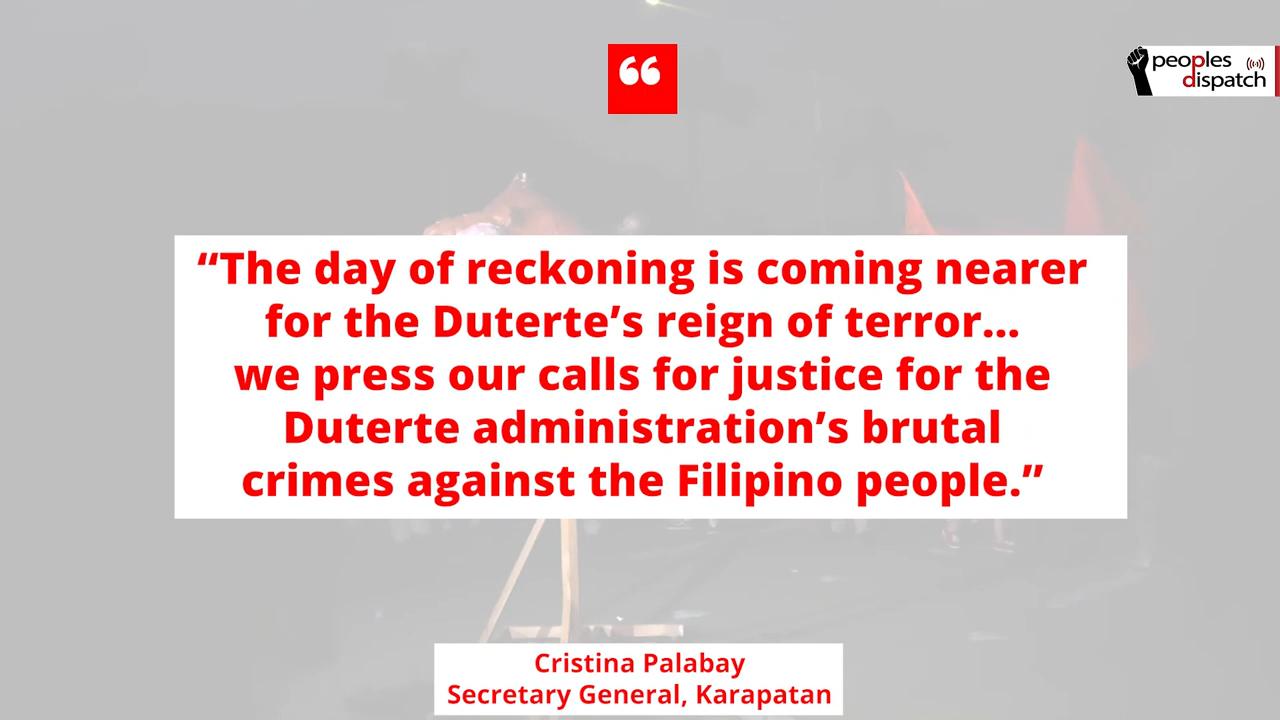 “
peoples
dispatch
“The day of reckoning is coming nearer
for the Duterte’s reign of terror...
we press our calls for justice for the
Duterte administration’s brutal
crimes against the Filipino people.”
Cristina Palabay
Secretary General, Karapatan